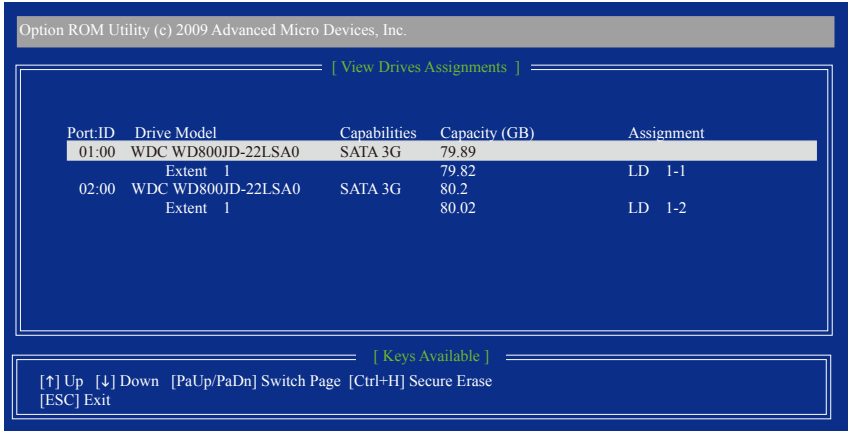 Option ROM Utility (c) 2009 Advanced Micro Devices, Inc.
[ View Drives Assignments ]
Port:ID Drive Model Capabilities Capacity (GB) Assignment
01:00 WDC WD800JD-22LSA0 SATA 3G 79.89
Extent 1 79.82 LD 1-1
02:00 WDC WD800JD-22LSA0 SATA 3G 80.2
Extent 1 80.02 LD 1-2
[ Keys Available ]
[↑] Up [↓] Down [PaUp/PaDn] Switch Page [Ctrl+H] Secure Erase
[ESC] Exit